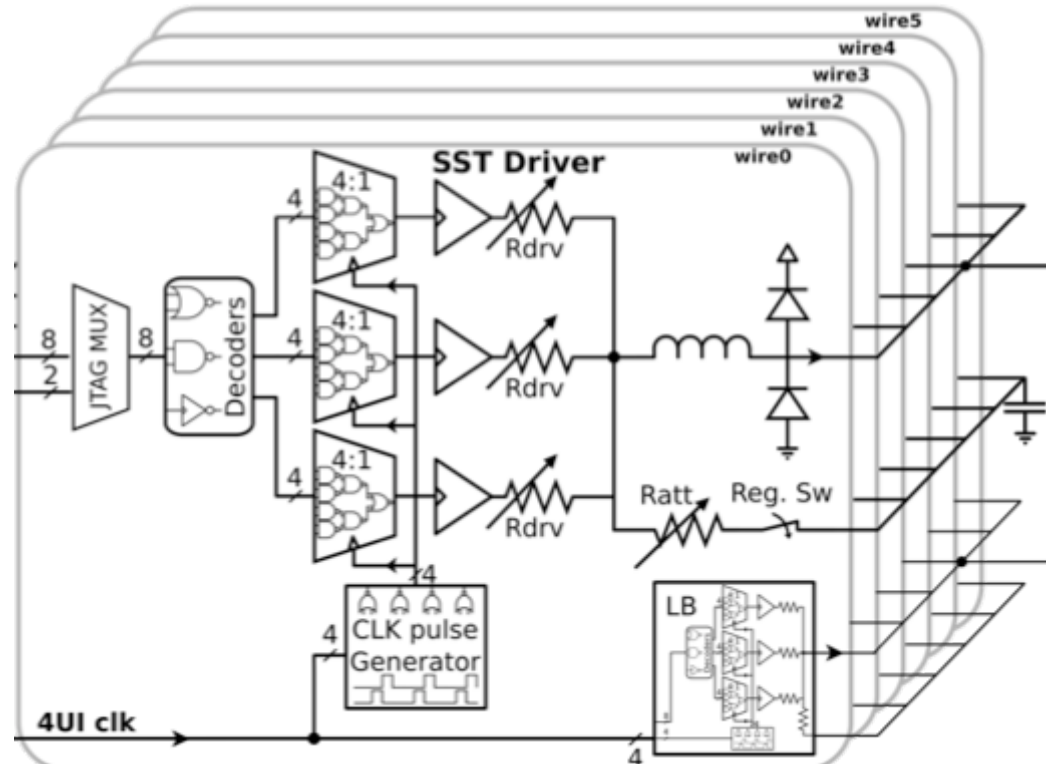 wire5
wire4
wire3
wire2
wire1
wire0
SST Driver
4:1
4
Rdrv
JTAG MUX
8
2
8
Decoders
4:1
4
Rdrv
4:1
4
Rdrv
Ratt
Reg. Sw
4
4
CLK pulse
Generator
LB
4UI clk
4